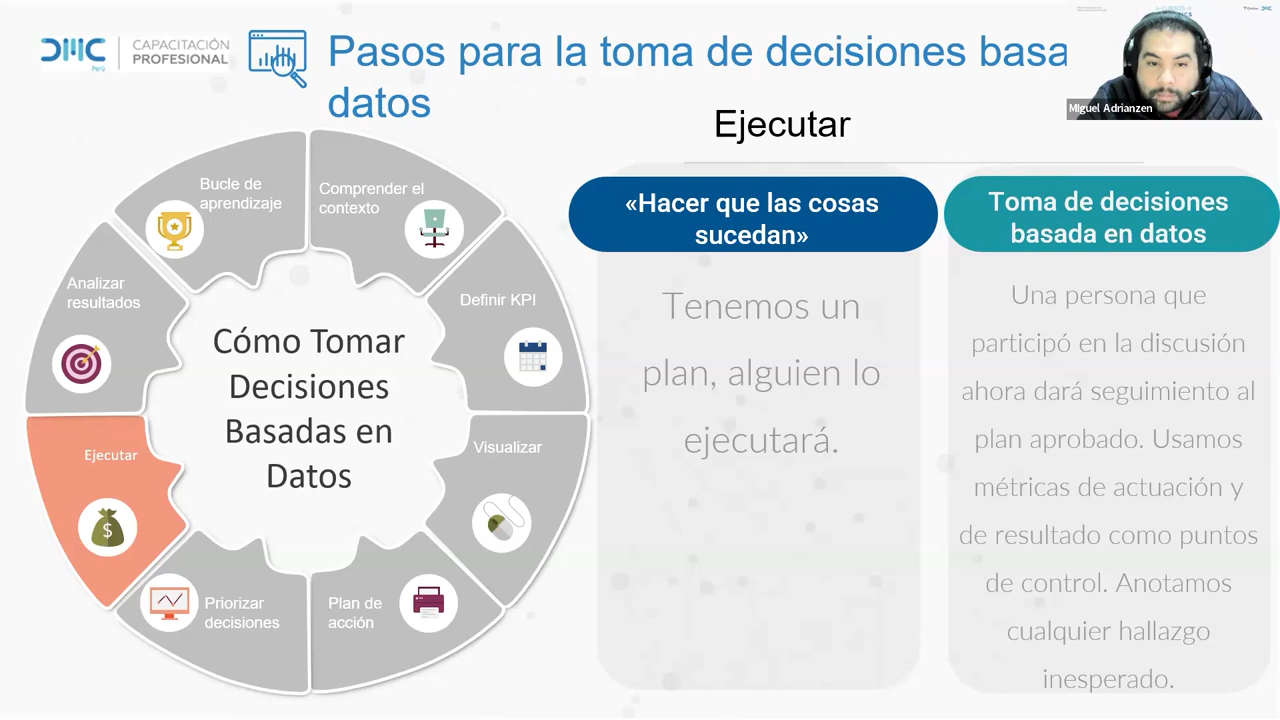 DMC
Perú
CAPACITACIÓN
PROFESIONAL
Pasos para la toma de decisiones basa
datos
MIguel Adrianzen
Ejecutar
Bucle de
aprendizaje
Comprender el
contexto
Analizar
resultados
Definir KPI
Cómo Tomar
Decisiones
Basadas en
Datos
Ejecutar
$
Visualizar
Priorizar
decisiones
Plan de
acción
«Hacer que las cosas
sucedan»
Tenemos un
plan, alguien lo
ejecutará.
Toma de decisiones
basada en datos
Una persona que
participó en la discusión
ahora dará seguimiento al
plan aprobado. Usamos
métricas de actuación y
de resultado como puntos
de control. Anotamos
cualquier hallazgo
inesperado.